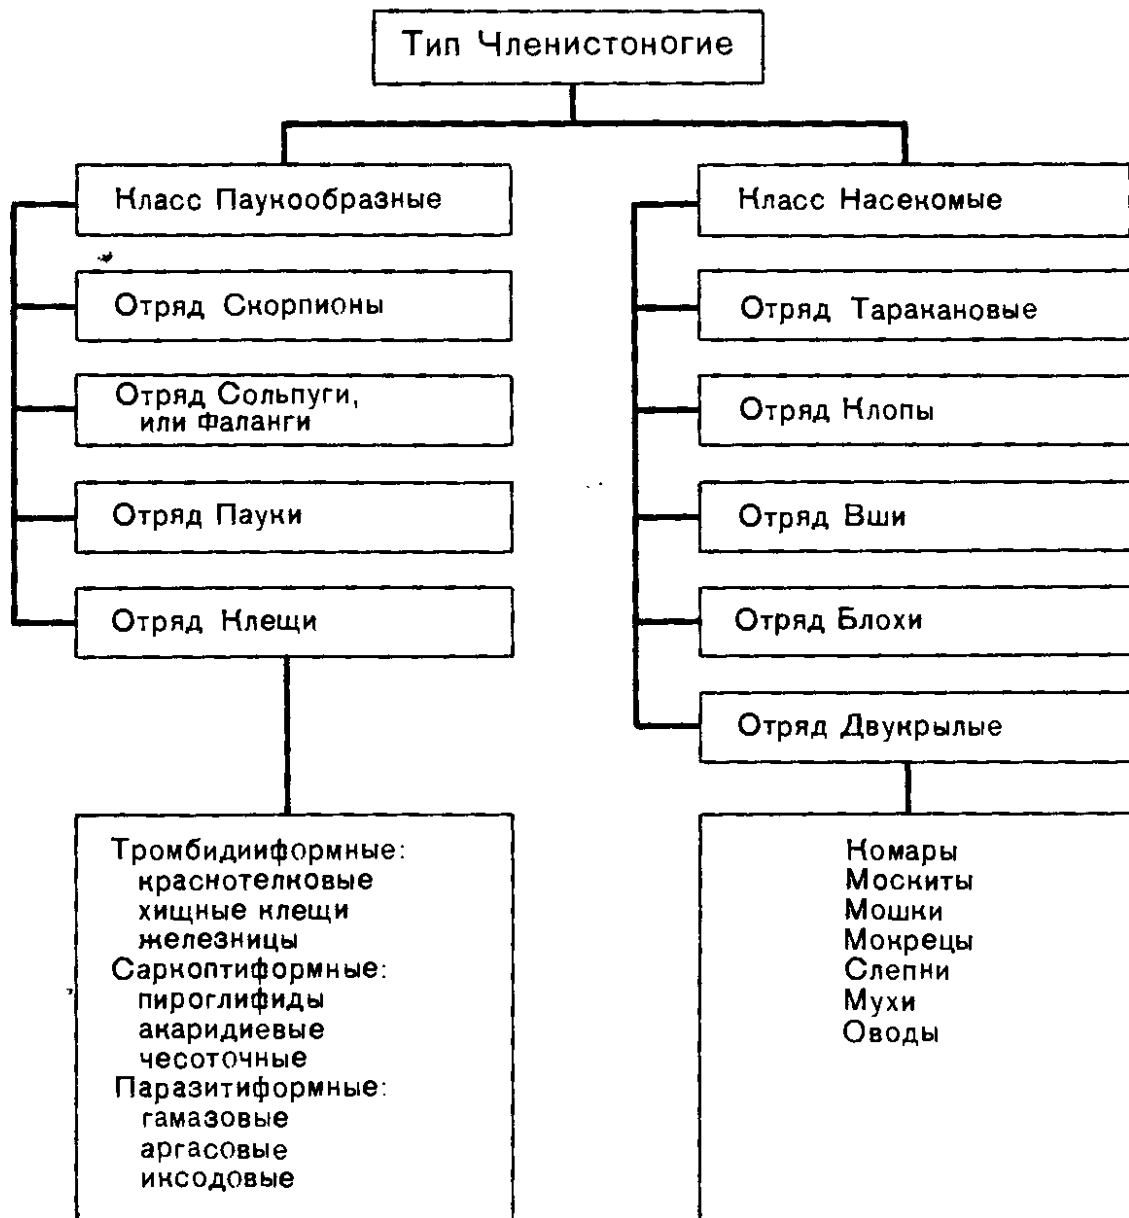 Тип Членистоногие
Класс Паукообразные
Отряд Скорпионы
Отряд Сольпуги,
или Фаланги
Отряд Пауки
Отряд Клещи
Тромбидииформные:
краснотелковые
хищные клещи
железницы
Саркоптиформные:
пироглифиды
акаридиевые
чесоточные
Паразитиформные:
гамазовые
аргасовые
иксодовые
Класс Насекомые
Отряд Таракановые
Отряд Клопы
Отряд Вши
Отряд Блохи
Отряд Двукрылые
Комары
Москиты
Мошки
Мокрецы
Слепни
Мухи
Оводы